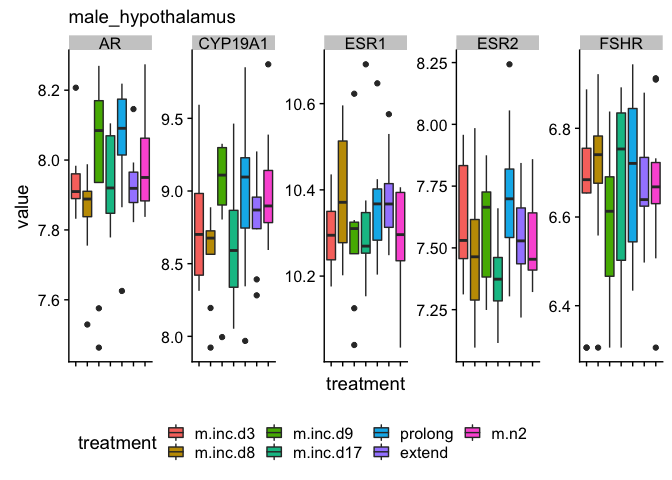 male_hypothalamus
AR CYP19A1 ESR1 ESR2 FSHR
value
8.2
8.0
7.8
7.6
9.5
9.0
8.5
8.0
10.6
10.4
10.2
8.25
8.00
7.75
7.50
7.25
6.8
6.6
6.4
treatment
treatment
m.inc.d3 m.inc.d9 prolong m.n2
m.inc.d8 m.inc.d17 extend